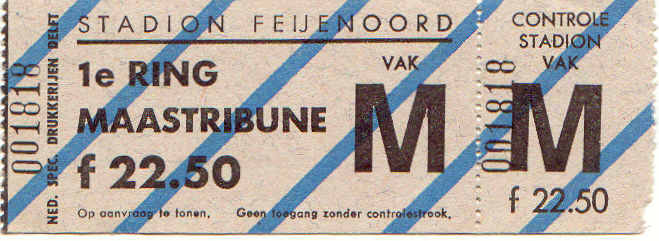 001818
NED. SPEC. DRUKKERIJEN DELFT
STADION FEIJENOORD
1e RING
MAASTRIBUNE
f 22.50
VAK
M
Op aanvraag te tonen. Geen toegang zonder controlestrook.
001818
CONTROLE
STADION
VAK
M
f 22.50